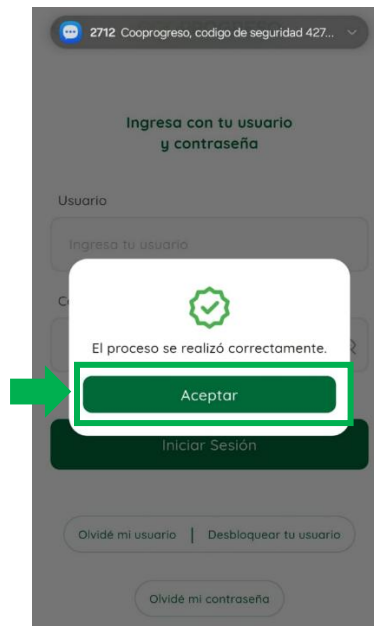 2712 Cooprogreso, codigo de seguridad 427...
Ingresa con tu usuario
y contraseña
Usuario
Ingresa tu usuario
El proceso se realizó correctamente.
Aceptar
Iniciar Sesión
Olvidé mi usuario | Desbloquear tu usuario
Olvidé mi contraseña